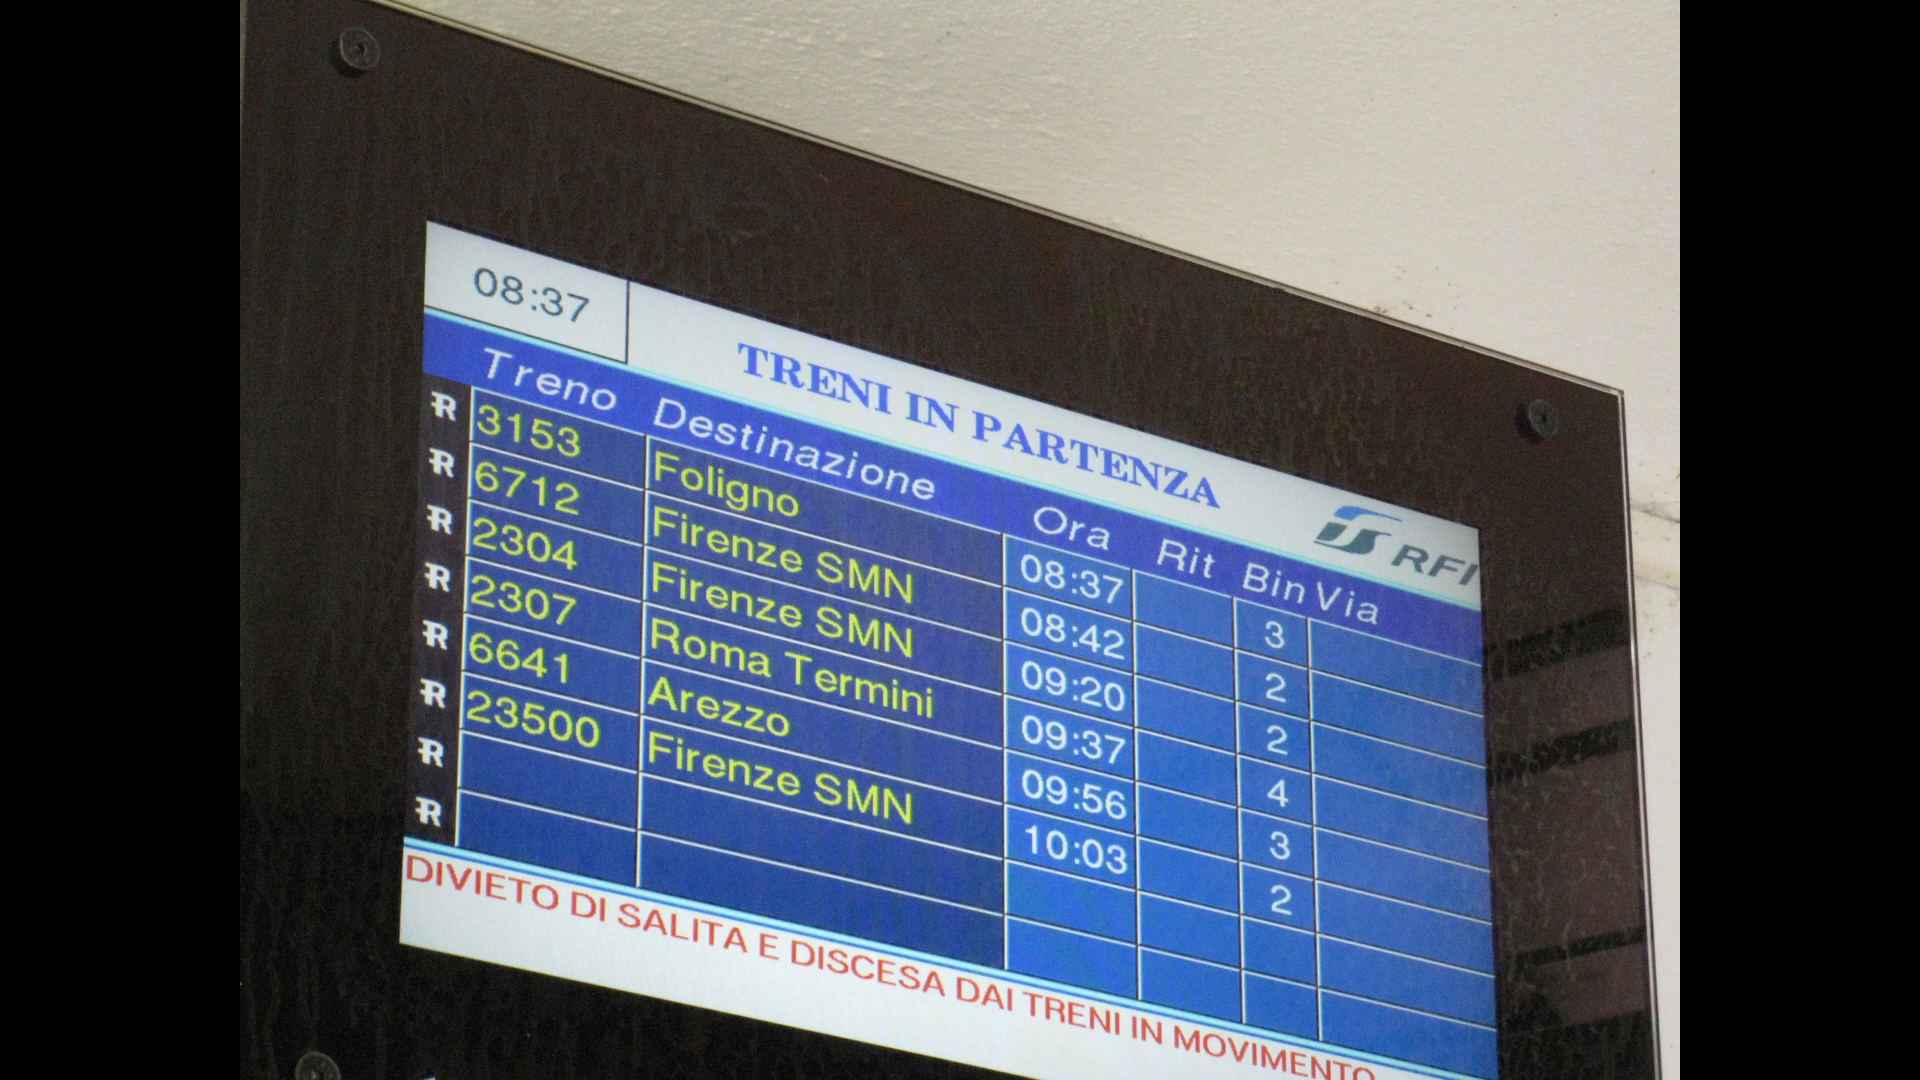 08:37
TRENI IN PARTENZA
RFI
Treno Destinazione Ora Rit Bin Via
R 3153 Foligno 08:37 3
R 6712 Firenze SMN 08:42 2
R 2304 Firenze SMN 09:20 2
R 2307 Roma Termini 09:37 4
R 6641 Arezzo 09:56 3
R 23500 Firenze SMN 10:03 2
R
R
DIVIETO DI SALITA E DISCESA DAI TRENI IN MOVIMENTO